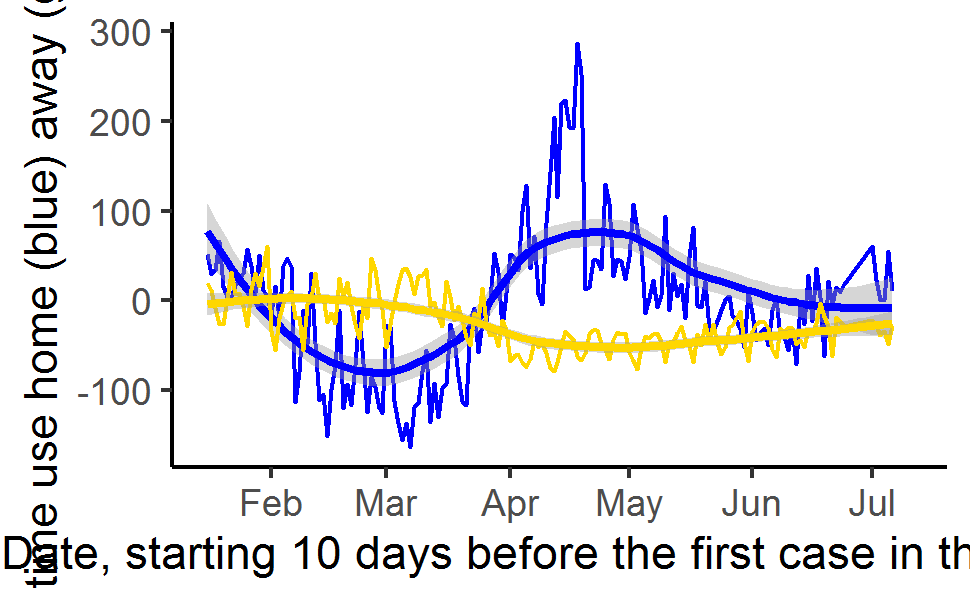 time use home (blue) away (
300
200
100
0
-100
Feb Mar Apr May Jun Jul
Date, starting 10 days before the first case in th